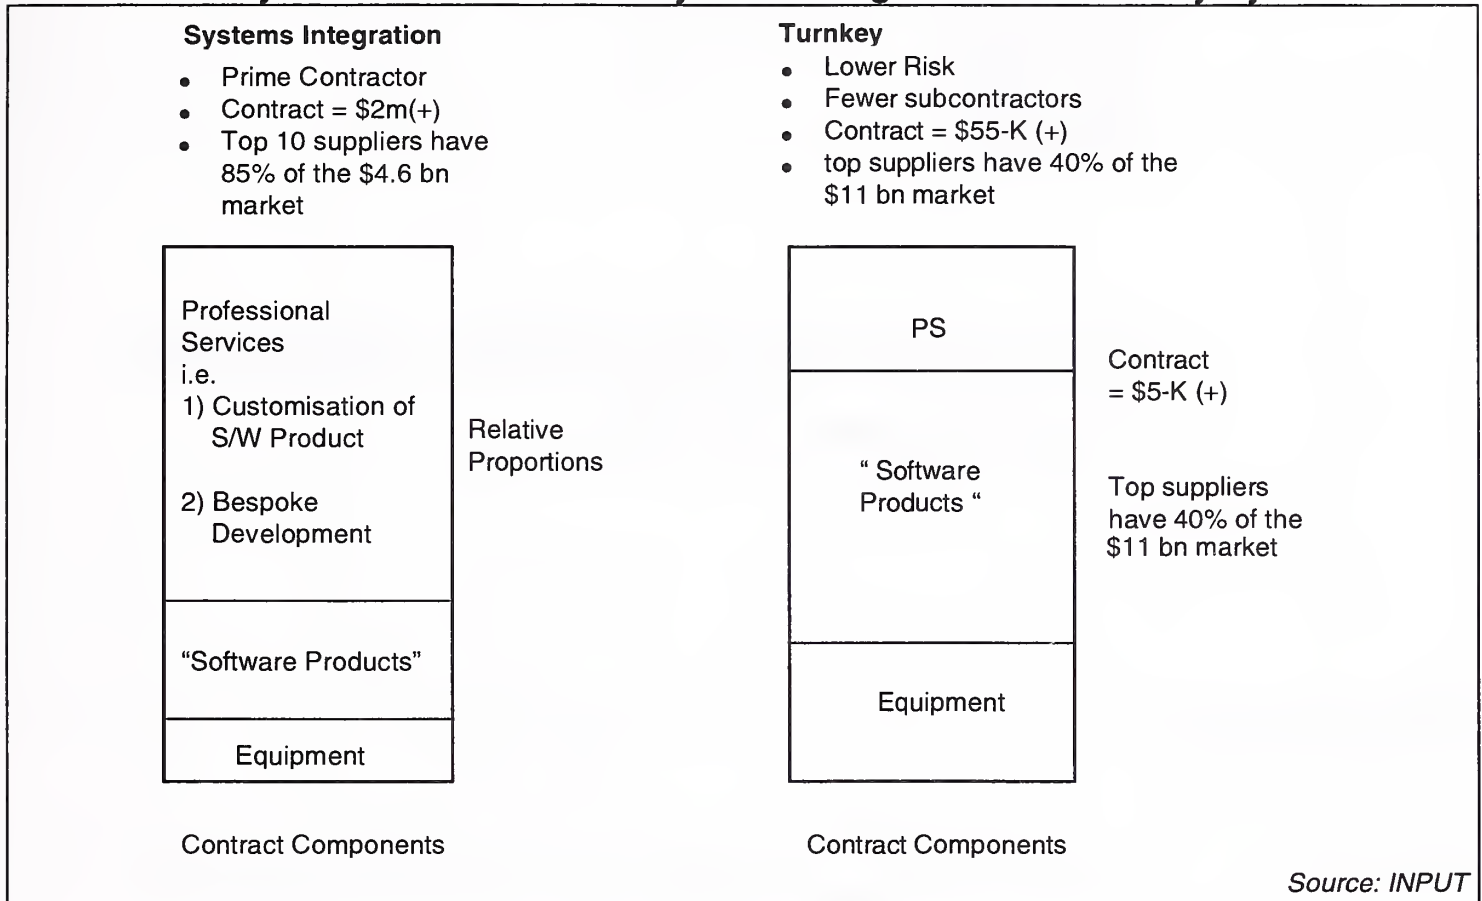 Systems Integration
• Prime Contractor
• Contract = $2m(+)
• Top 10 suppliers have
85% of the $4.6 bn
market
Turnkey
• Lower Risk
• Fewer subcontractors
• Contract = $55-K (+)
• top suppliers have 40% of the
$11 bn market
Professional
Services
i.e.
1) Customisation of
S/W Product
2) Bespoke
Development
“Software Products”
Equipment
Relative
Proportions
Contract Components
PS
“ Software
Products “
Equipment
Contract
= $5-K (+)
Top suppliers
have 40% of the
$11 bn market
Contract Components
Source: INPUT